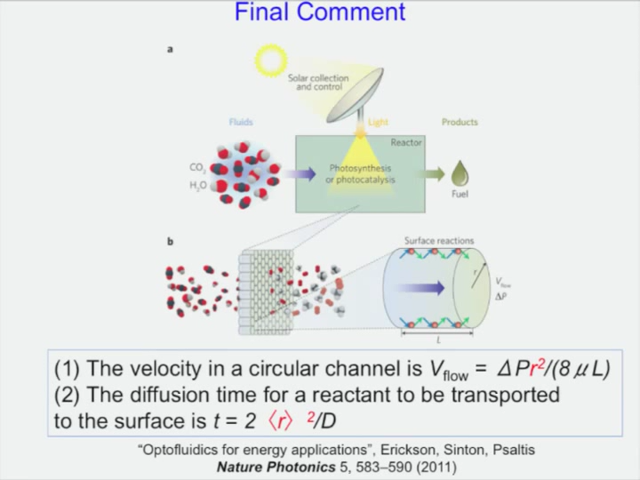 Final Comment
a
Solar collection
and control
Fluids
Light
Products
Reactor
CO2
H2O
Photosynthesis
or photocatalysis
Fuel
b
Surface reactions
r
Vflow
ΔP
L
(1) The velocity in a circular channel is Vflow = ΔPr²/(8μL)
(2) The diffusion time for a reactant to be transported
to the surface is t = 2〈r〉²/D
“Optofluidics for energy applications”, Erickson, Sinton, Psaltis
Nature Photonics 5, 583–590 (2011)